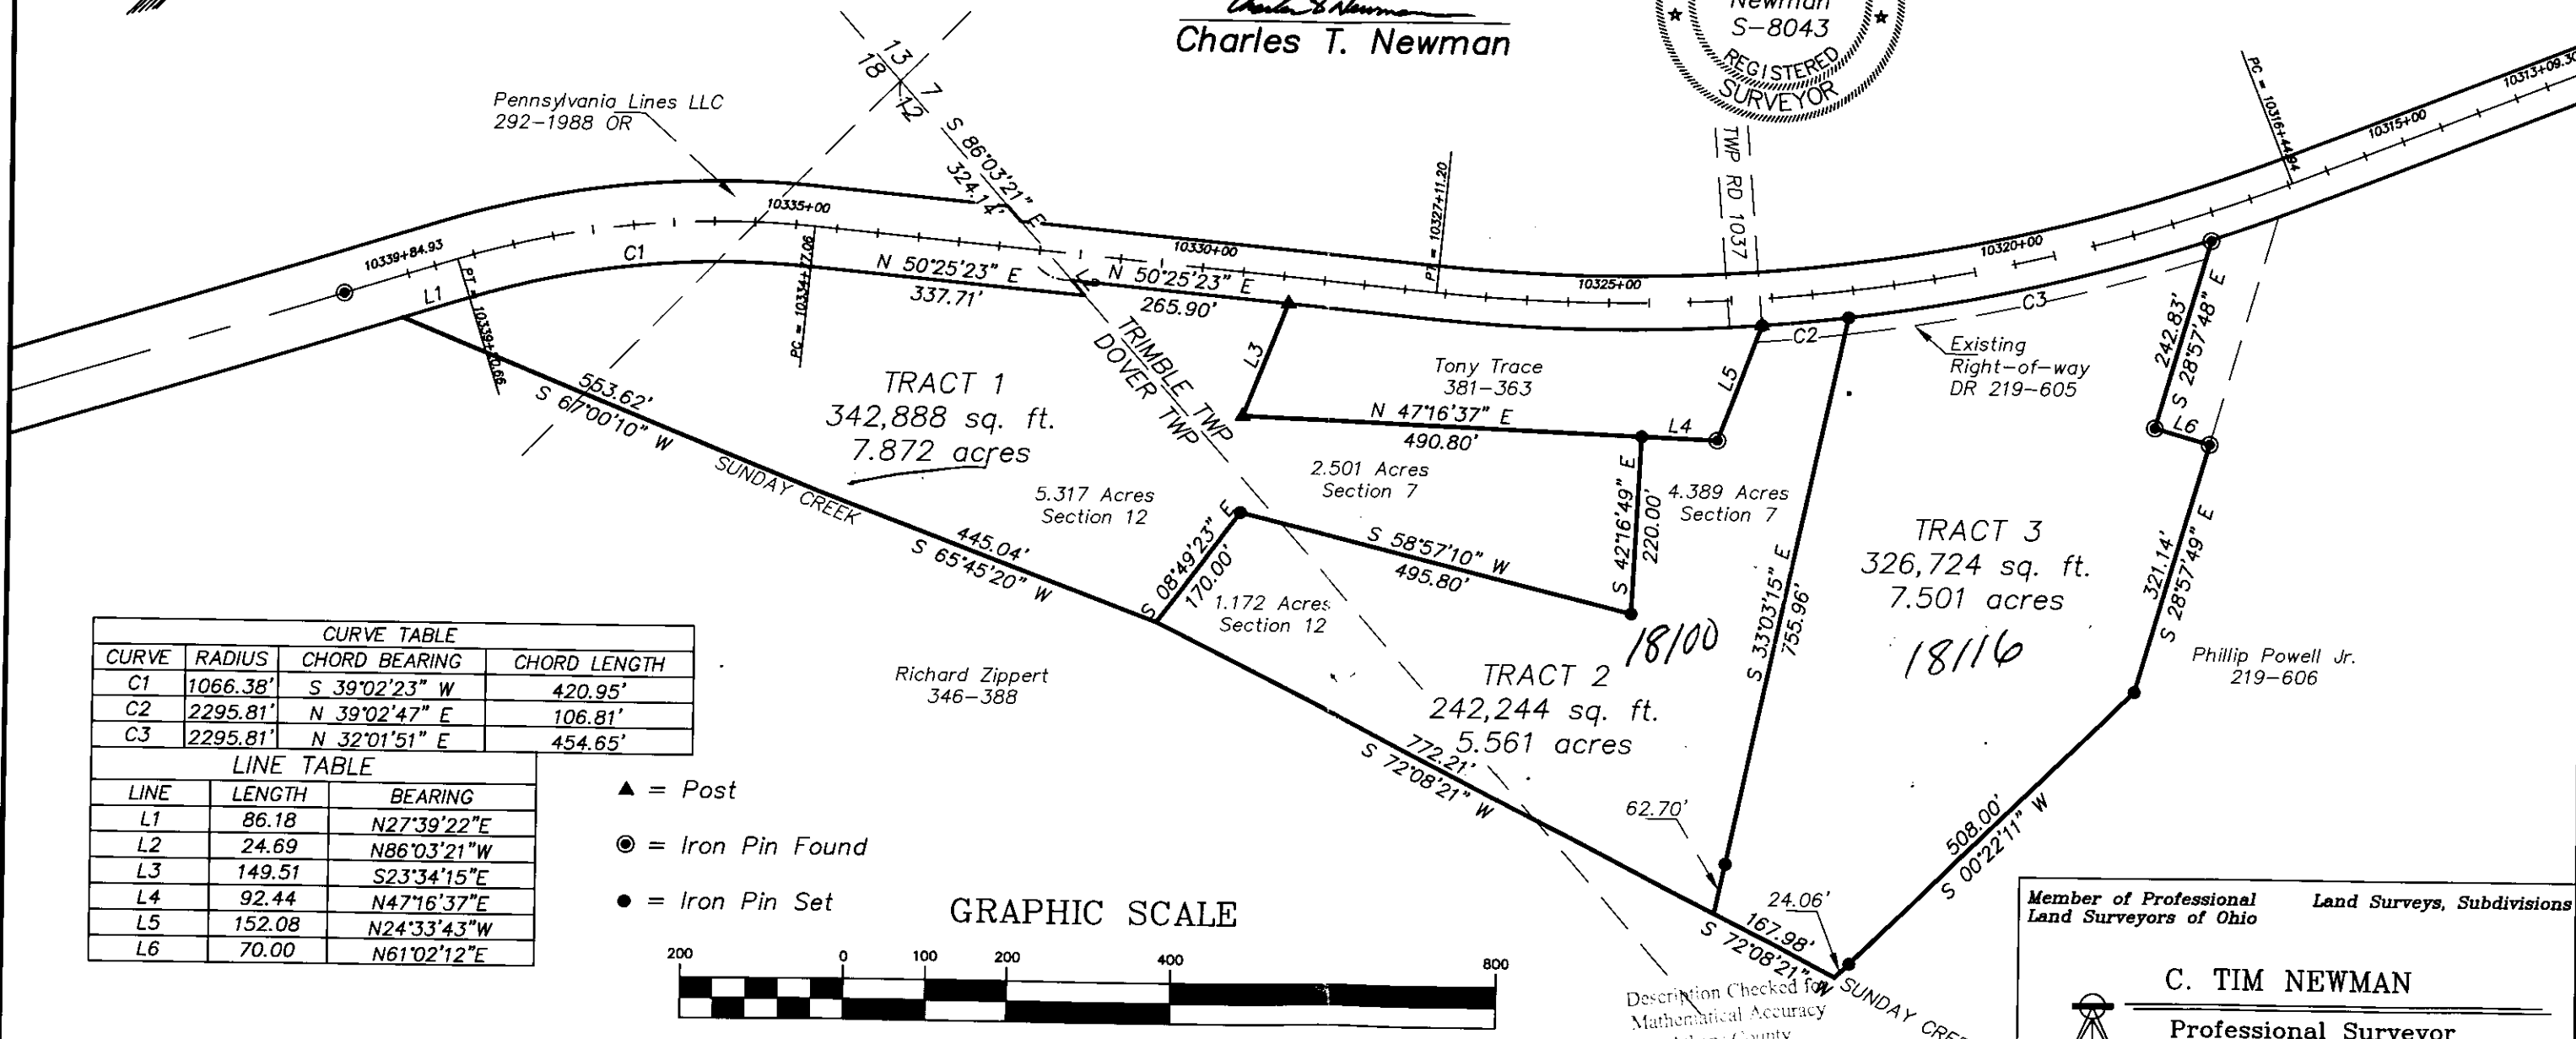 Charles T. Newman
Charles T. Newman
Newman
S-8043
REGISTERED
SURVEYOR
13
18
7
12
Pennsylvania Lines LLC
292-1988 OR
S 86°03'21" E
324.14'
TWP RD 1037
PC = 10316+44.94
10313+09.30
10315+00
10320+00
10325+00
PT = 10327+11.20
10330+00
PC = 10334+77.06
10335+00
10339+84.93
L1
C1
N 50°25'23" E
337.71'
L2
N 50°25'23" E
265.90'
TRIMBLE TWP
DOVER TWP
L3
Tony Trace
381-363
L5
C2
C3
Existing
Right-of-way
DR 219-605
242.83'
S 28°57'48" E
L6
N 47°16'37" E
490.80'
L4
553.62'
S 67°00'10" W
TRACT 1
342,888 sq. ft.
7.872 acres
SUNDAY CREEK
5.317 Acres
Section 12
2.501 Acres
Section 7
S 42°16'49" E
220.00'
4.389 Acres
Section 7
TRACT 3
326,724 sq. ft.
7.501 acres
18116
321.14'
S 28°57'49" E
445.04'
S 65°45'20" W
S 08°49'23" E
170.00'
S 58°57'10" W
495.80'
1.172 Acres
Section 12
18100
S 33°03'15" E
755.96'
Phillip Powell Jr.
219-606
Richard Zippert
346-388
TRACT 2
242,244 sq. ft.
5.561 acres
772.21'
S 72°08'21" W
62.70'
508.00'
S 00°22'11" W
24.06'
167.98'
S 72°08'21" W
SUNDAY
CURVE TABLE
CURVE RADIUS CHORD BEARING CHORD LENGTH
C1 1066.38' S 39°02'23" W 420.95'
C2 2295.81' N 39°02'47" E 106.81'
C3 2295.81' N 32°01'51" E 454.65'
LINE TABLE
LINE LENGTH BEARING
L1 86.18 N27°39'22"E
L2 24.69 N86°03'21"W
L3 149.51 S23°34'15"E
L4 92.44 N47°16'37"E
L5 152.08 N24°33'43"W
L6 70.00 N61°02'12"E
▲ = Post
= Iron Pin Found
● = Iron Pin Set
GRAPHIC SCALE
200 0 100 200 400 800
Description Checked for
Mathematical Accuracy
County
Member of Professional
Land Surveyors of Ohio
Land Surveys, Subdivisions
C. TIM NEWMAN
Professional Surveyor